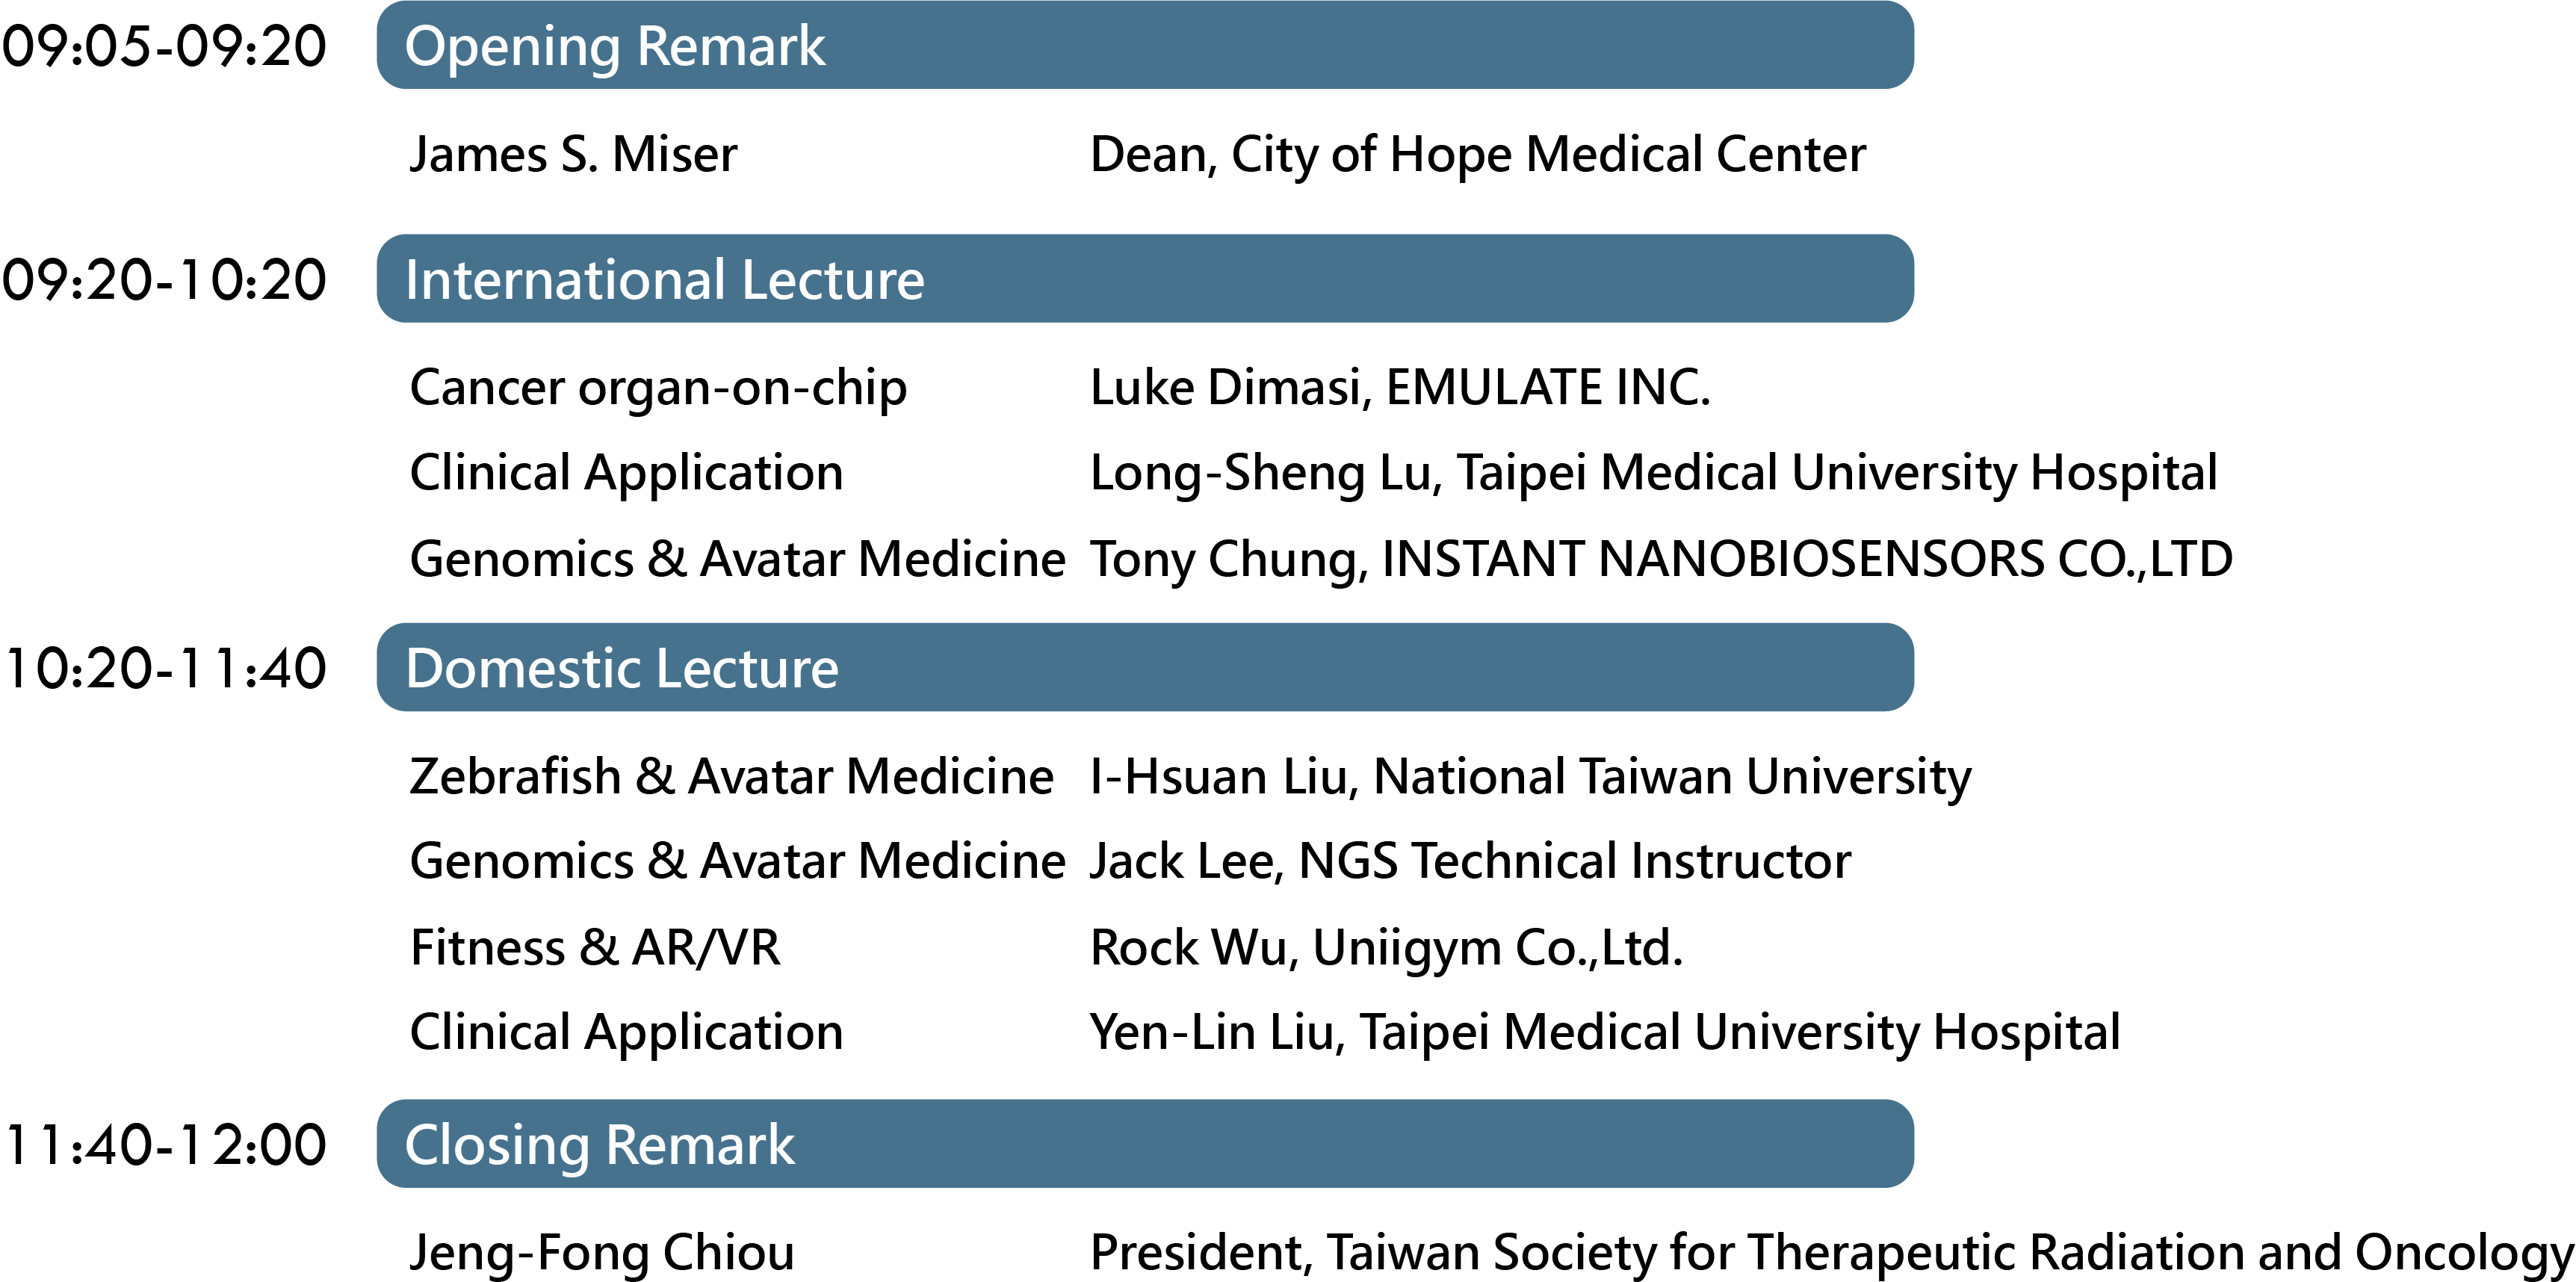 09:05-09:20 Opening Remark
James S. Miser Dean, City of Hope Medical Center
09:20-10:20 International Lecture
Cancer organ-on-chip Luke Dimasi, EMULATE INC.
Clinical Application Long-Sheng Lu, Taipei Medical University Hospital
Genomics & Avatar Medicine Tony Chung, INSTANT NANOBIOSENSORS CO.,LTD
10:20-11:40 Domestic Lecture
Zebrafish & Avatar Medicine I-Hsuan Liu, National Taiwan University
Genomics & Avatar Medicine Jack Lee, NGS Technical Instructor
Fitness & AR/VR Rock Wu, Uniigym Co.,Ltd.
Clinical Application Yen-Lin Liu, Taipei Medical University Hospital
11:40-12:00 Closing Remark
Jeng-Fong Chiou President, Taiwan Society for Therapeutic Radiation and Oncology